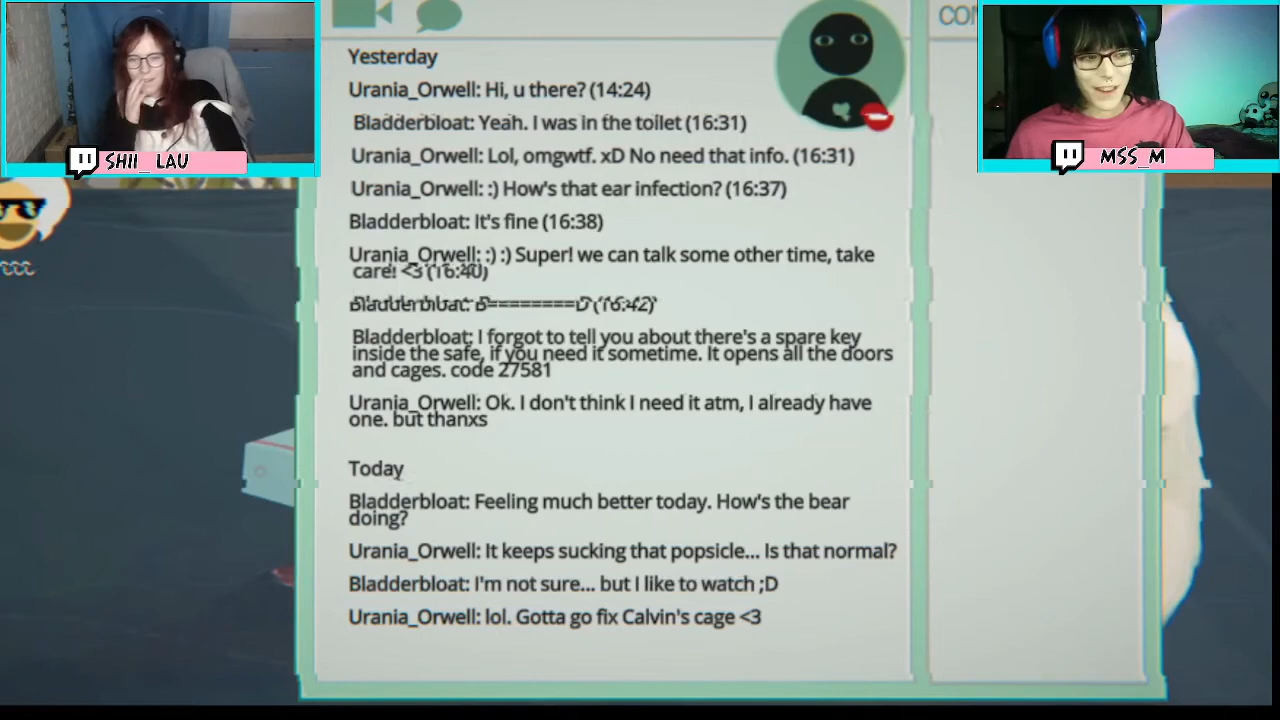 SHII_ LAU
MSS_M
Yesterday
Urania_Orwell: Hi, u there? (14:24)
Bladderbloat: Yeah. I was in the toilet (16:31)
Urania_Orwell: Lol, omgwtf. xD No need that info. (16:31)
Urania_Orwell: :) How's that ear infection? (16:37)
Bladderbloat: It's fine (16:38)
Urania_Orwell: :) :) Super! we can talk some other time, take
care! <3 (16:40)
Bladderbloat: B========D (16:42)
Bladderbloat: I forgot to tell you about there's a spare key
inside the safe, if you need it sometime. It opens all the doors
and cages. code 27581
Urania_Orwell: Ok. I don't think I need it atm, I already have
one. but thanxs
Today
Bladderbloat: Feeling much better today. How's the bear
doing?
Urania_Orwell: It keeps sucking that popsicle... Is that normal?
Bladderbloat: I'm not sure... but I like to watch ;D
Urania_Orwell: lol. Gotta go fix Calvin's cage <3